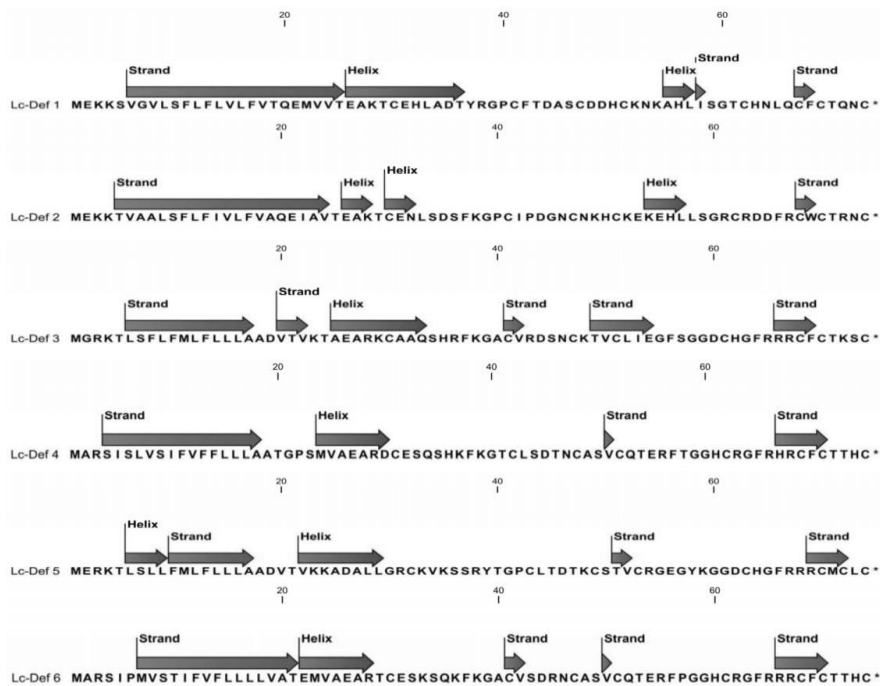 20 40 60
Strand
Strand Helix Helix Strand
Lc-Def 1 MEKKSVGVLSFLFLVLFVTQEMVVTEAKTCEHLADTYRGPCFTDASCDDHCKNKAHLISGTCHNLQCFCTQNC*
20 40 60
Helix
Strand Helix Helix Strand
Lc-Def 2 MEKKTVAALSFLFIVLFVAQEIAVTEAKTCENLSDSFKGPCIPDGNCNKHCKEKEHLLSGRCRDDFRCWCTRNC*
20 40 60
Strand
Strand Helix Strand Strand Strand
Lc-Def 3 MGRKTLSFLFMLFLLLAADVTVKTAEARKCAAQSHRFKGACVRDSNCKTVCLIEGFSGGDCHGFRRRCFCTKSC*
20 40 60
Strand Helix Strand Strand
Lc-Def 4 MARSISLVSIFVFFLLLAATGPSMVAEARDCESQSHKFKGTCLSDTNCASVCQTERFTGGHCRGFRHRCFCTTHC*
20 40 60
Helix
Strand Helix Strand Strand
Lc-Def 5 MERKTLSLLFMLFLLLAADVTVKKADALLGRCKVKSSRYTGPCLTDTKCSTVCRGEGYKGGDCHGFRRRCMCLC*
20 40 60
Strand Helix Strand Strand Strand
Lc-Def 6 MARSIPMVSTIFVFLLLLVATEMVAEARTCESKSQKFKGACVSDRNCASVCQTERFPGGHCRGFRRRCFCTTHC*